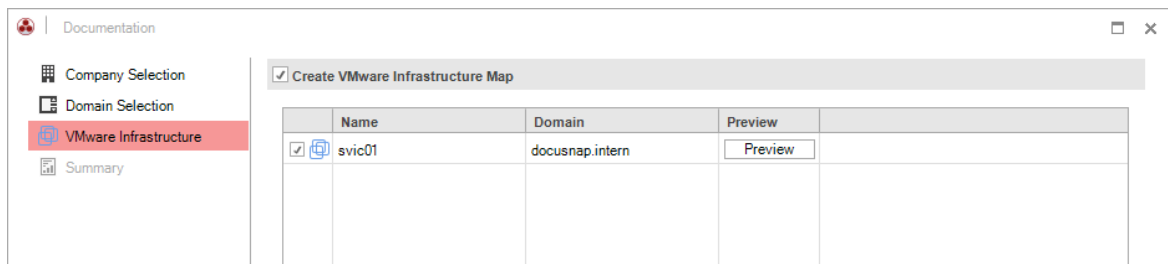 Documentation
Company Selection
Domain Selection
VMware Infrastructure
Summary
Create VMware Infrastructure Map
Name Domain Preview
svic01 docusnap.intern Preview